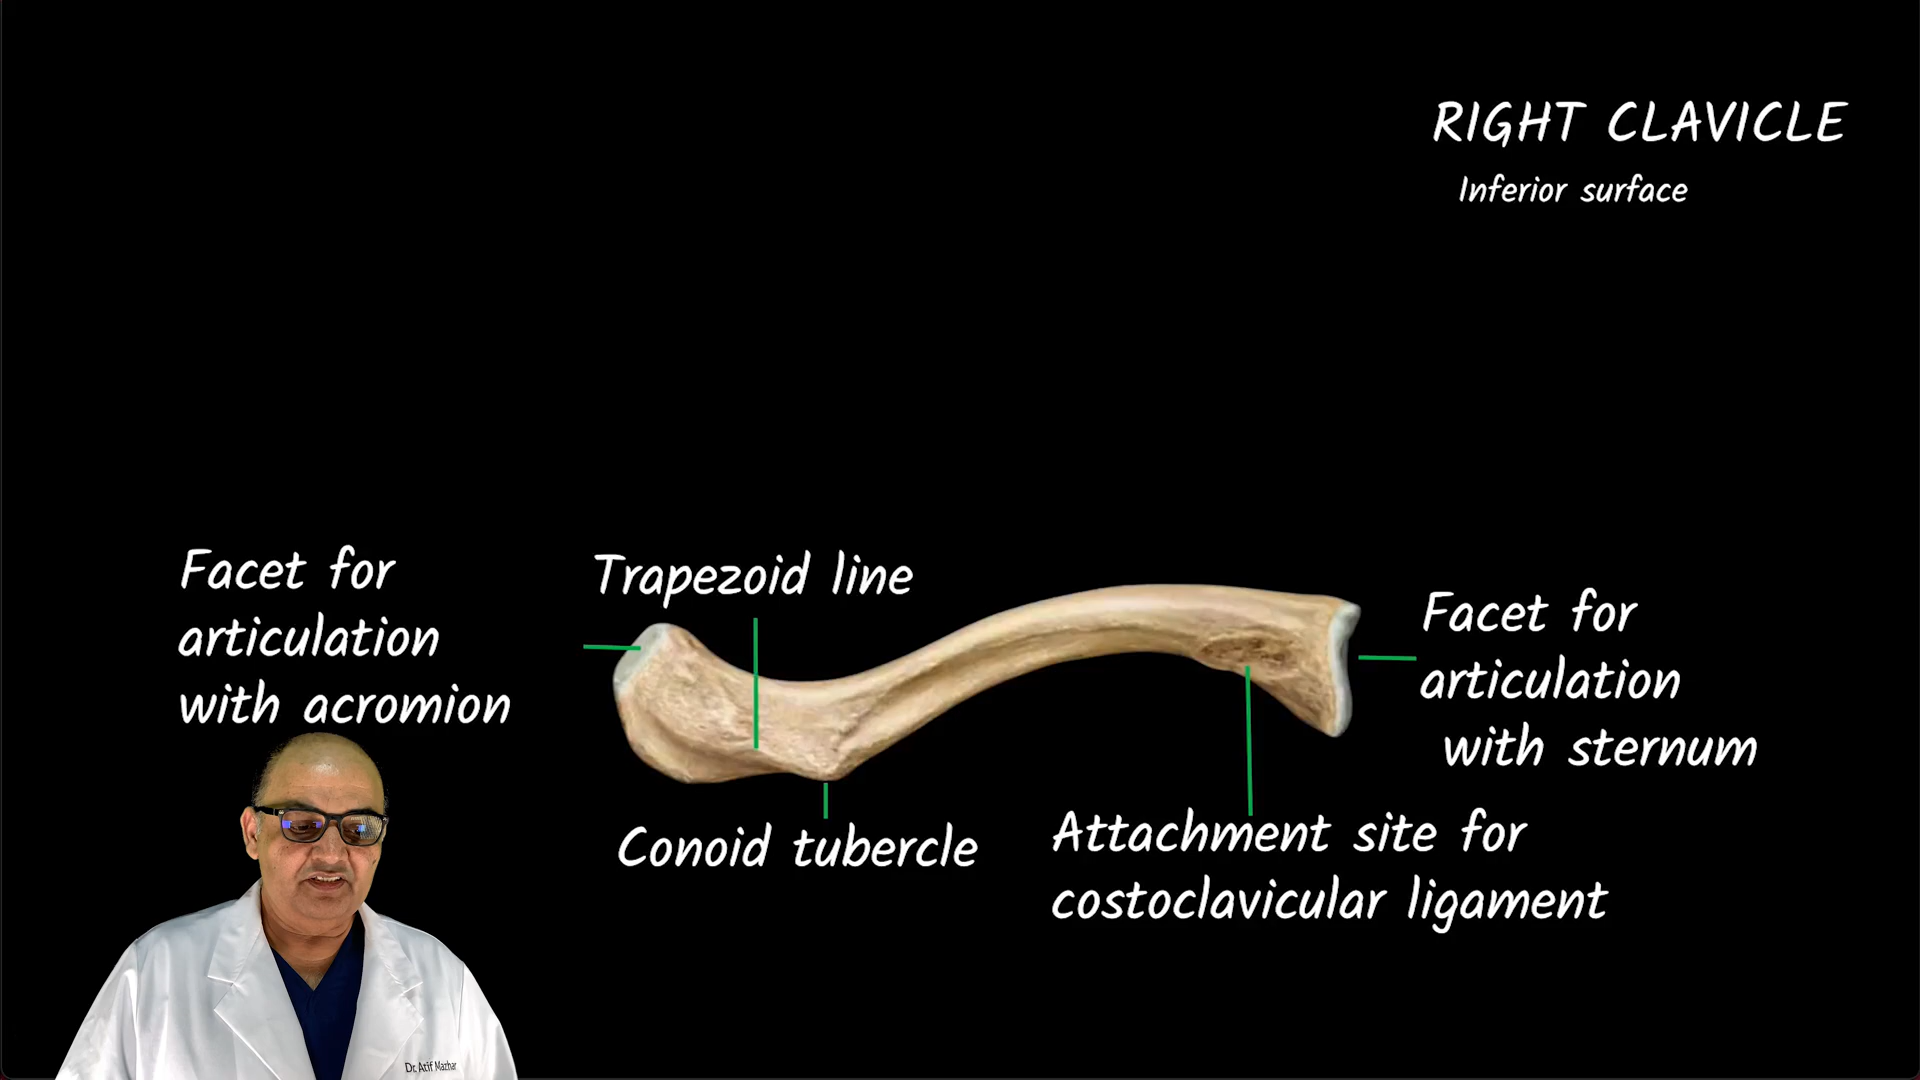 RIGHT CLAVICLE
Inferior surface
Facet for
articulation
with acromion
Trapezoid line
Conoid tubercle
Attachment site for
costoclavicular ligament
Facet for
articulation
with sternum
Dr. Atif Mazhar